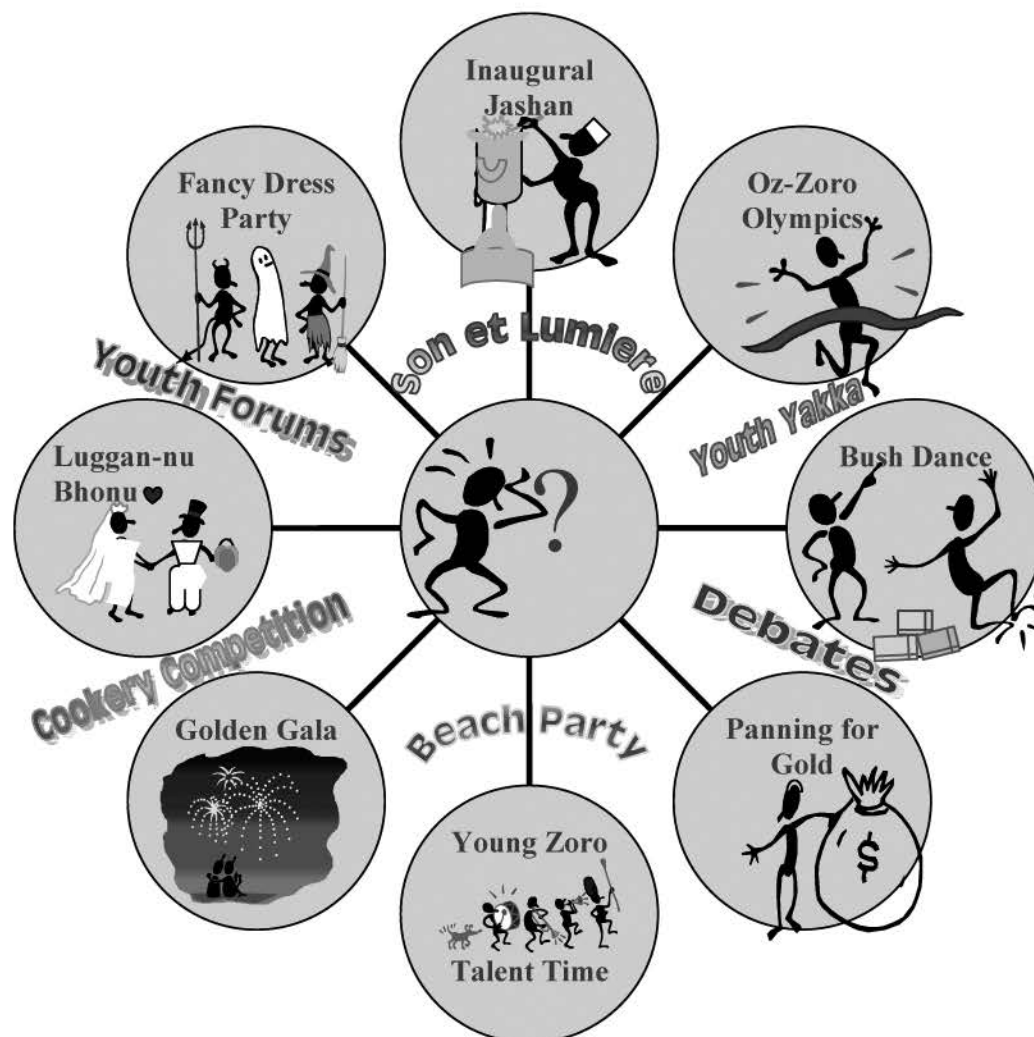 Inaugural
Jashan
Fancy Dress
Party
Oz-Zoro
Olympics
Son et Lumiere
Youth Forums
Youth Yakka
Luggan-nu
Bhonu
?
Bush Dance
Debates
Cookery Competition
Beach Party
Golden Gala
Panning for
Gold
$
Young Zoro
Talent Time